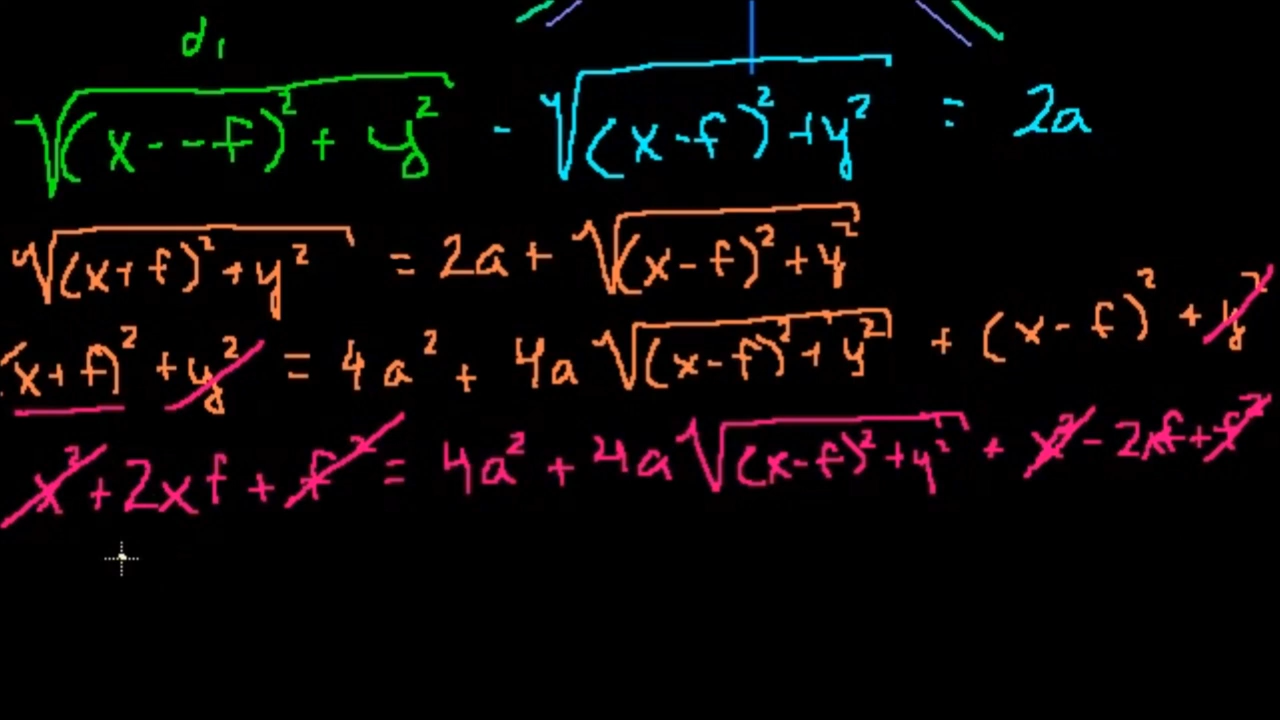 d₁
√((x--f)² + y²) - √((x-f)² + y²) = 2a
√((x+f)² + y²) = 2a + √((x-f)² + y²)
(x+f)² + y² = 4a² + 4a √((x-f)² + y²) + (x-f)² + y²
x² + 2xf + f² = 4a² + 4a √((x-f)² + y²) + x² - 2xf + f²